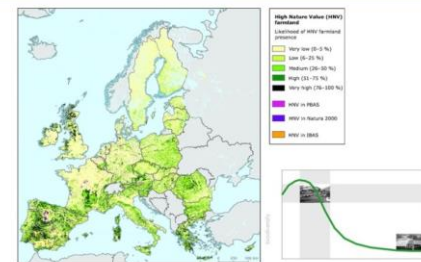 High Nature Value (HNV)
farmland
Likelihood of HNV farmland
presence
Very low (0–5 %)
Low (6–25 %)
Medium (26–50 %)
High (51–75 %)
Very high (76–100 %)
HNV in PBAS
HNV in Natura 2000
HNV in IBAS